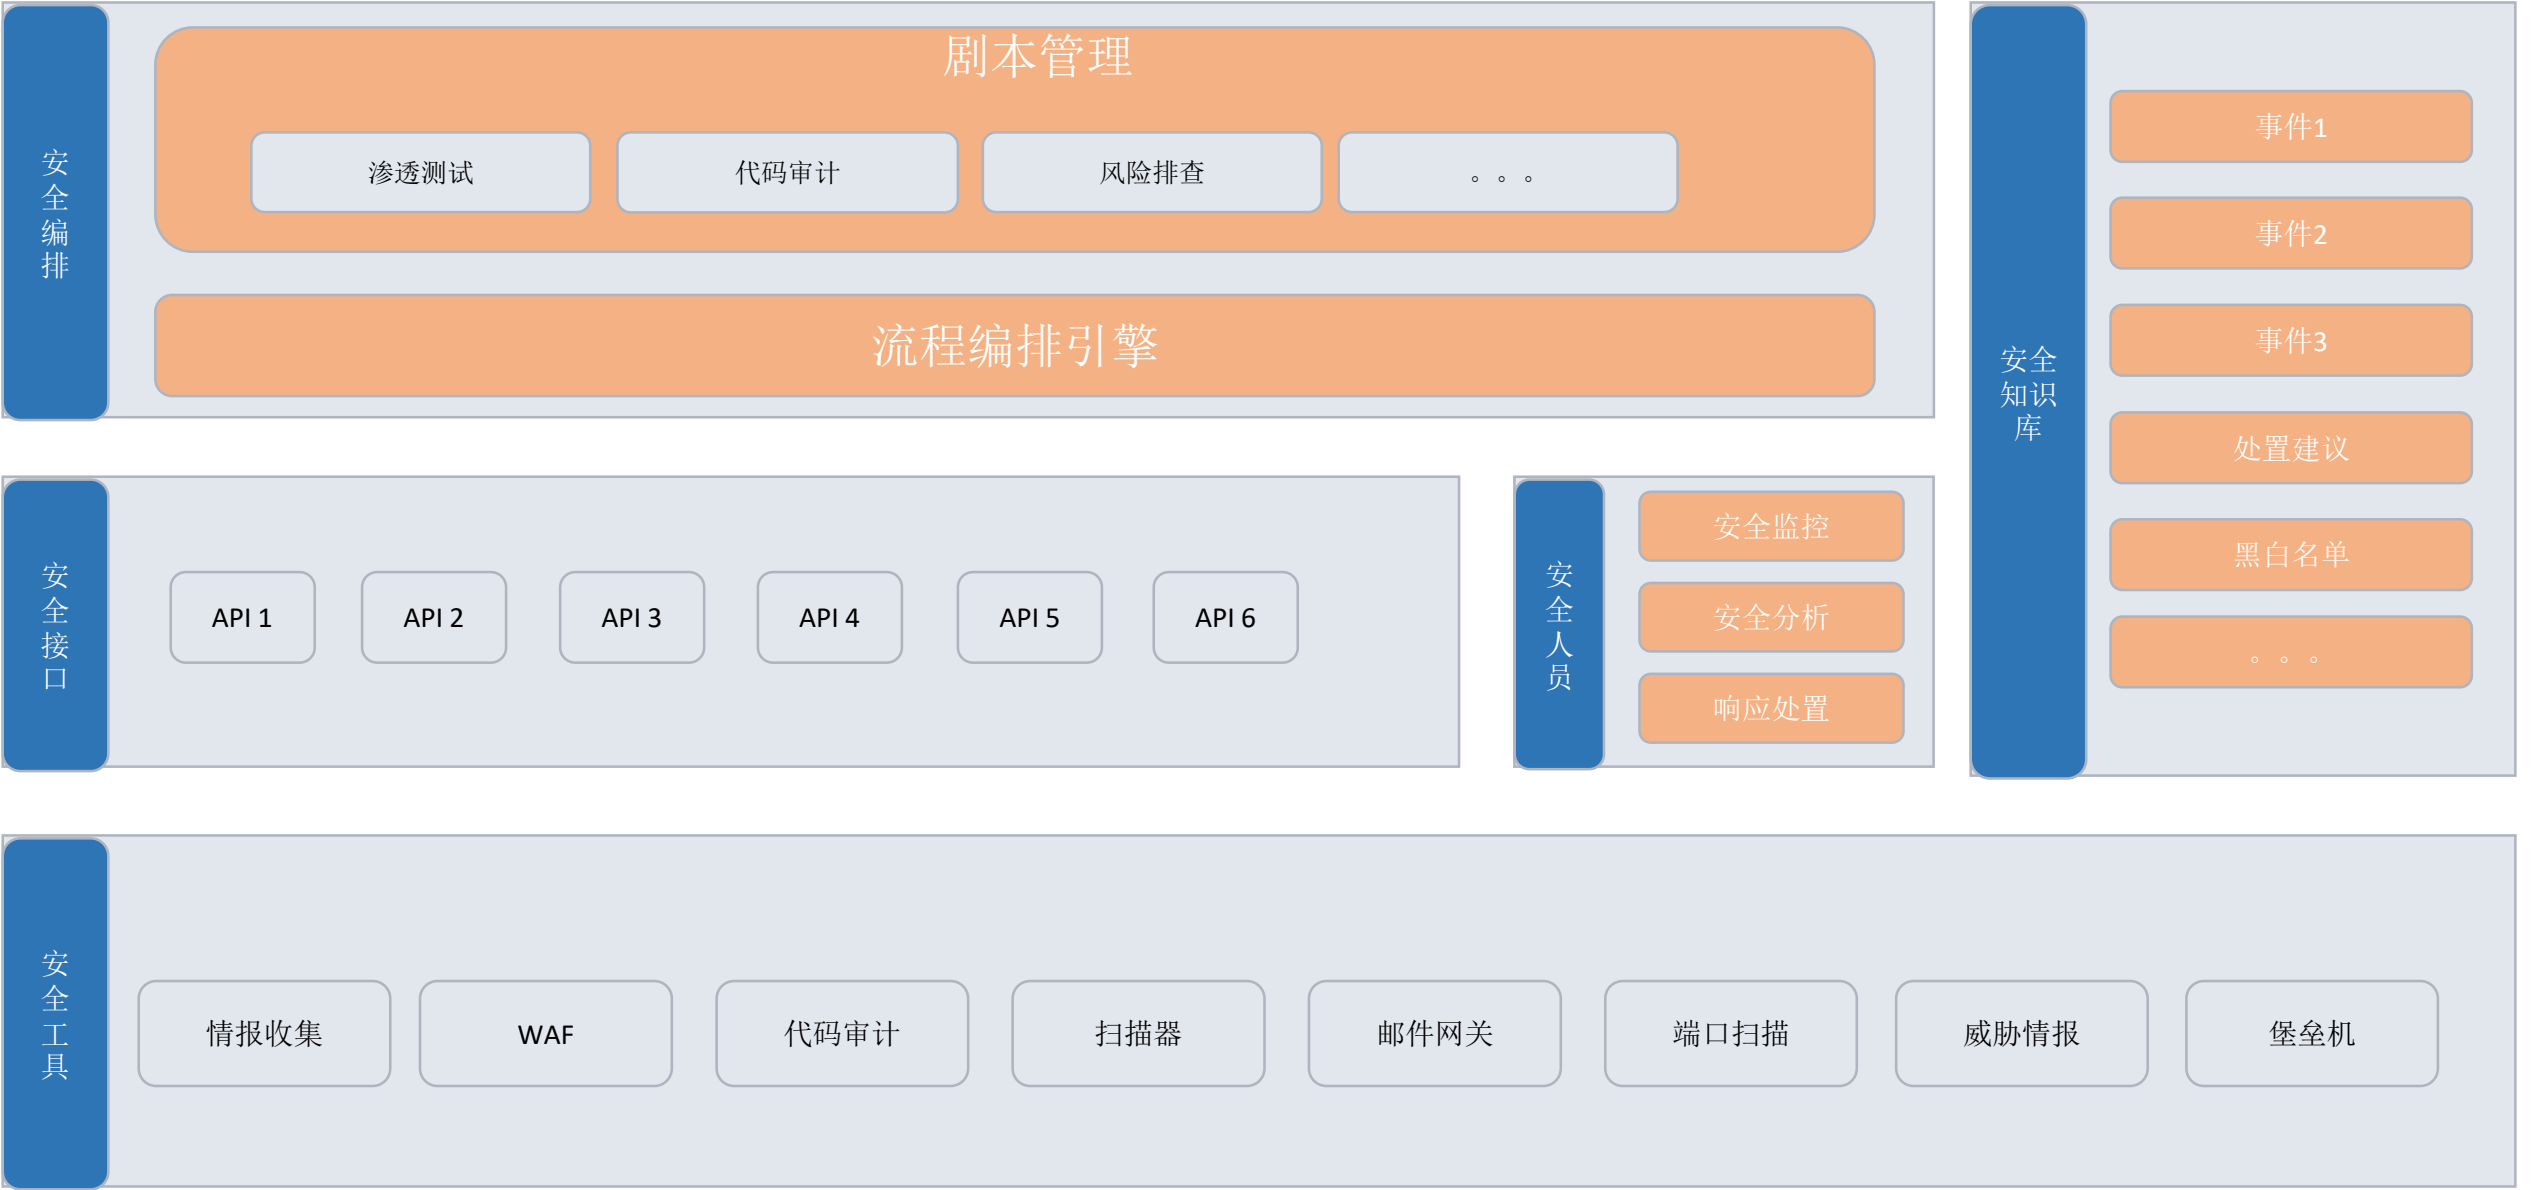 安全编排
剧本管理
渗透测试
代码审计
风险排查
。。。
流程编排引擎
安全接口
API 1
API 2
API 3
API 4
API 5
API 6
安全人员
安全监控
安全分析
响应处置
安全
知识
库
事件1
事件2
事件3
处置建议
黑白名单
。。。
安全工具
情报收集
WAF
代码审计
扫描器
邮件网关
端口扫描
威胁情报
堡垒机